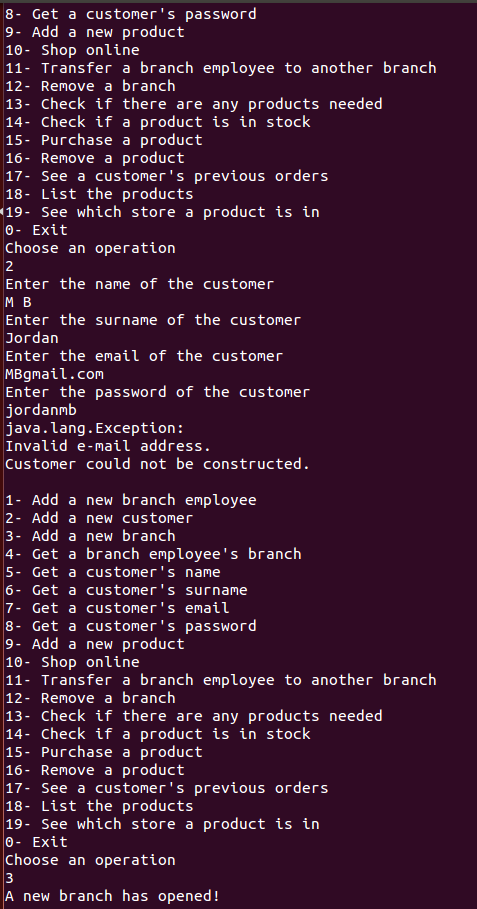 8- Get a customer's password
9- Add a new product
10- Shop online
11- Transfer a branch employee to another branch
12- Remove a branch
13- Check if there are any products needed
14- Check if a product is in stock
15- Purchase a product
16- Remove a product
17- See a customer's previous orders
18- List the products
19- See which store a product is in
0- Exit
Choose an operation
2
Enter the name of the customer
M B
Enter the surname of the customer
Jordan
Enter the email of the customer
MBgmail.com
Enter the password of the customer
jordanmb
java.lang.Exception:
Invalid e-mail address.
Customer could not be constructed.

1- Add a new branch employee
2- Add a new customer
3- Add a new branch
4- Get a branch employee's branch
5- Get a customer's name
6- Get a customer's surname
7- Get a customer's email
8- Get a customer's password
9- Add a new product
10- Shop online
11- Transfer a branch employee to another branch
12- Remove a branch
13- Check if there are any products needed
14- Check if a product is in stock
15- Purchase a product
16- Remove a product
17- See a customer's previous orders
18- List the products
19- See which store a product is in
0- Exit
Choose an operation
3
A new branch has opened!